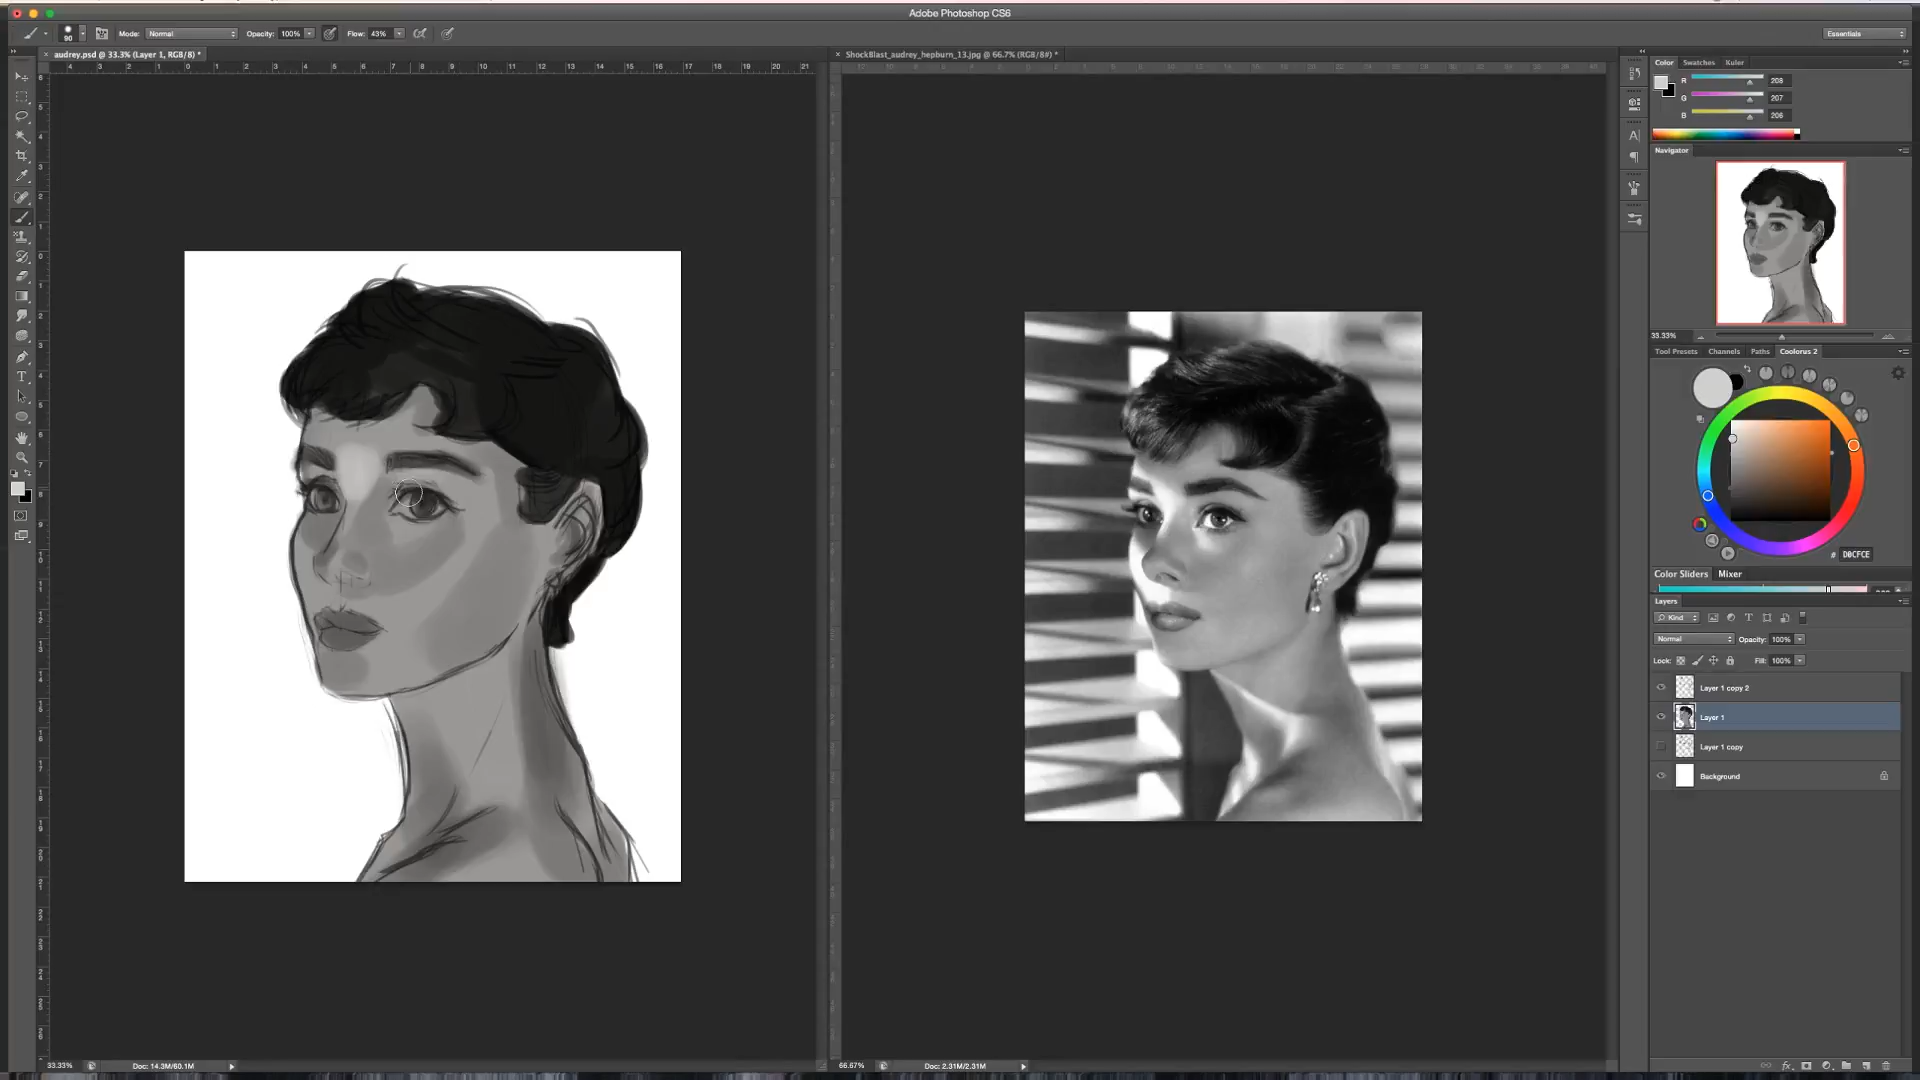 Adobe Photoshop CS6
90
Mode: Normal
Opacity: 100%
Flow: 43%
Essentials
audrey.psd @ 33.3% (Layer 1, RGB/8) *
ShockBlast_audrey_hepburn_13.jpg @ 66.7% (RGB/8#) *
Color Swatches Kuler
R 208
G 207
B 206
Navigator
33.33%
Tool Presets Channels Paths Coolorus 2
# D0CFCE
Color Sliders Mixer
Layers
Kind
Normal Opacity: 100%
Lock: Fill: 100%
Layer 1 copy 2
Layer 1
Layer 1 copy
Background
33.33% Doc: 14.3M/60.1M
66.67% Doc: 2.31M/2.31M